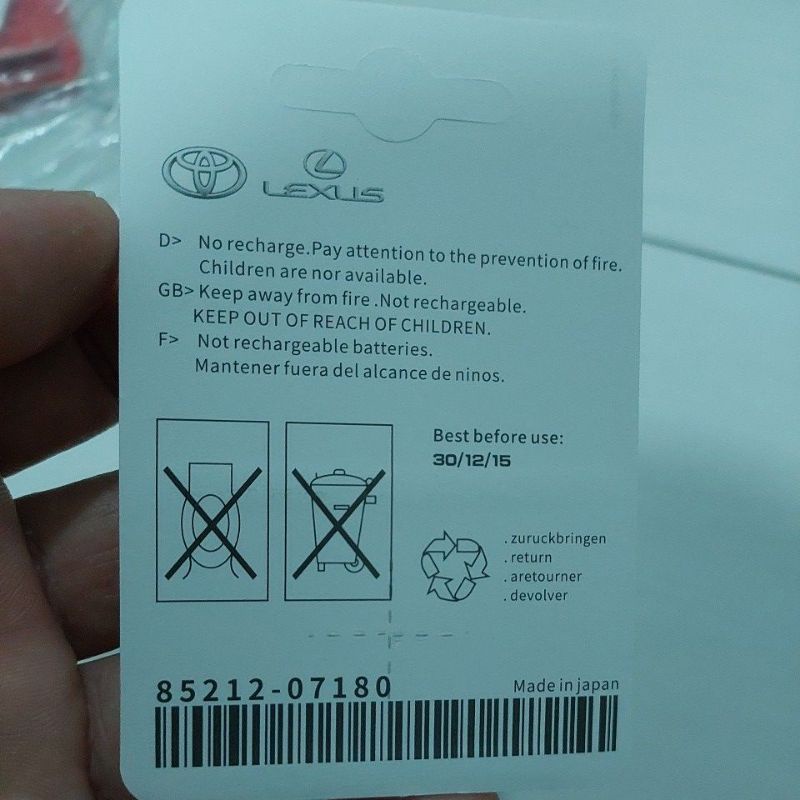 LEXUS
D> No recharge.Pay attention to the prevention of fire.
Children are nor available.
GB> Keep away from fire .Not rechargeable.
KEEP OUT OF REACH OF CHILDREN.
F> Not rechargeable batteries.
Mantener fuera del alcance de ninos.
Best before use:
30/12/15
. zuruckbringen
. return
. aretourner
. devolver
85212-07180
Made in japan